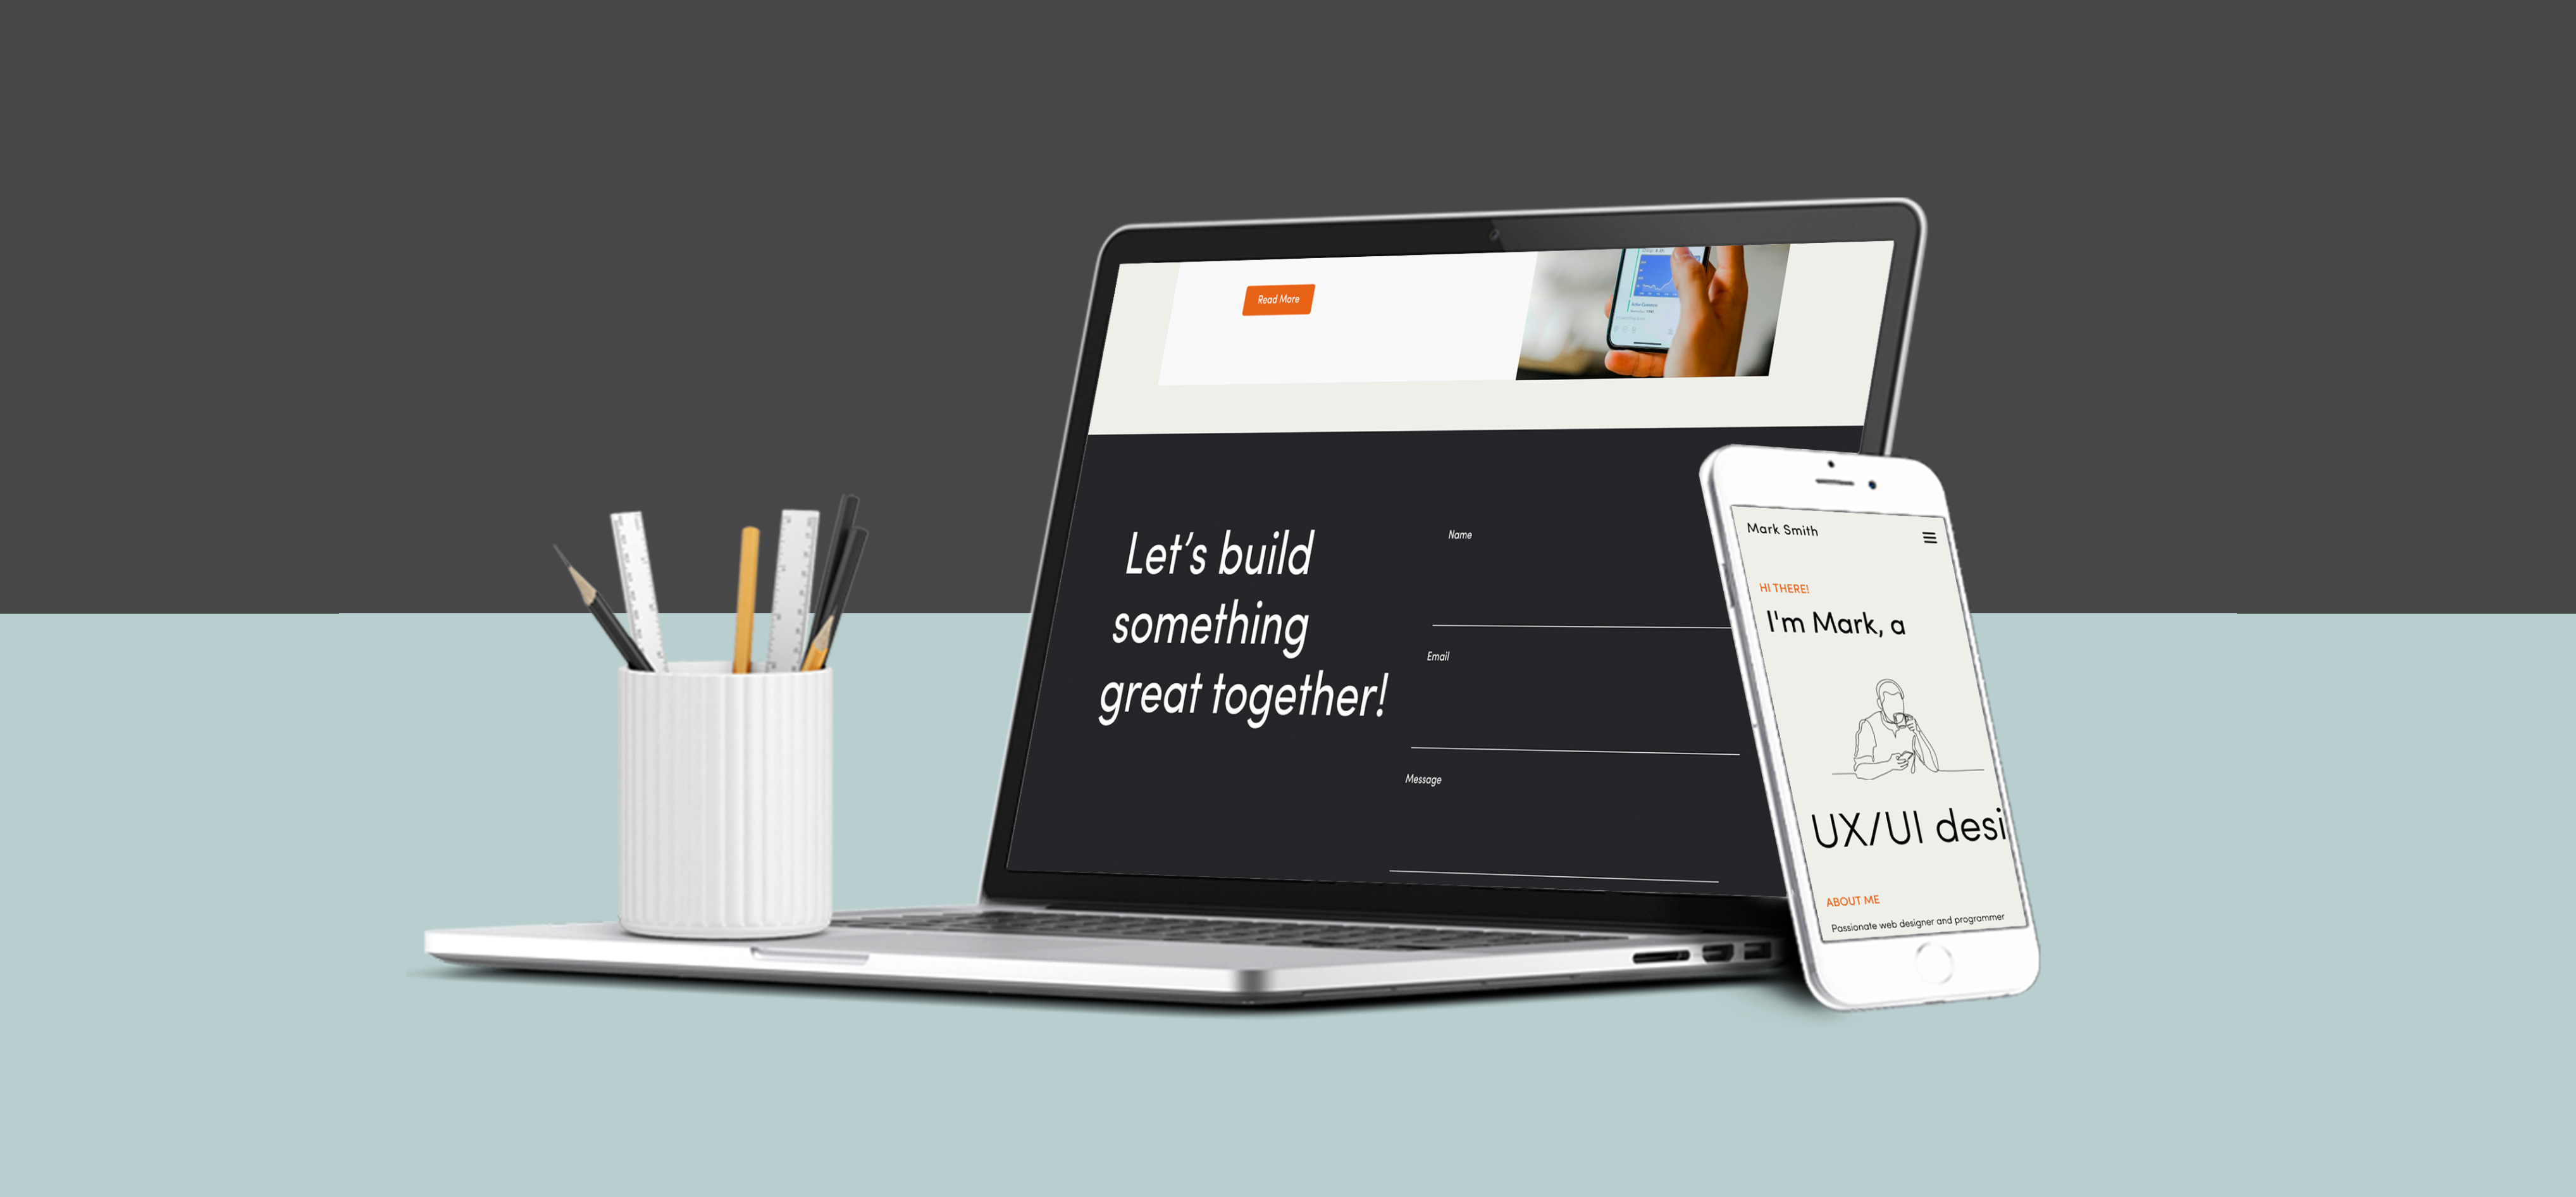 Read More
Let's build
something
great together!
Name
Email
Message
Mark Smith
HI THERE!
I'm Mark, a
UX/UI desi
ABOUT ME
Passionate web designer and programmer